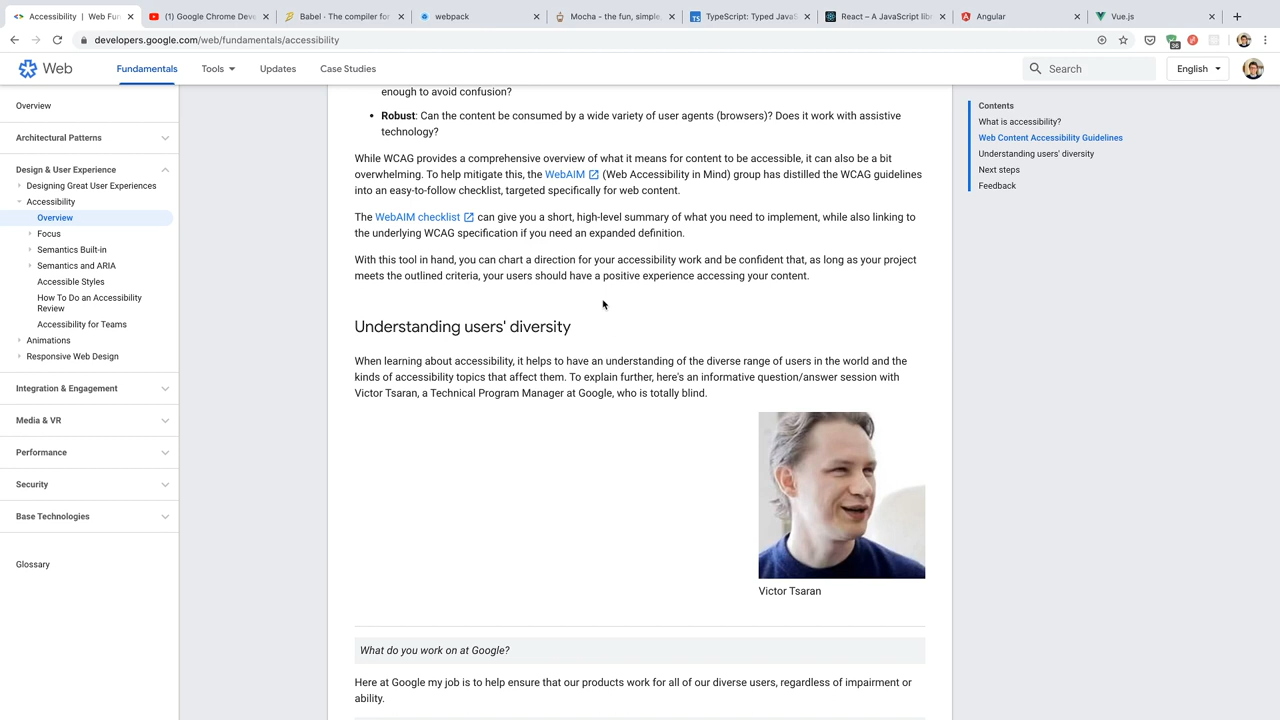 Accessibility | Web Fun
(1) Google Chrome Deve
Babel · The compiler for
webpack
Mocha - the fun, simple,
TypeScript: Typed JavaS
React – A JavaScript libr
Angular
Vue.js
developers.google.com/web/fundamentals/accessibility
36
Web
Fundamentals
Tools
Updates
Case Studies
Search
English
Overview
Architectural Patterns
Design & User Experience
Designing Great User Experiences
Accessibility
Overview
Focus
Semantics Built-in
Semantics and ARIA
Accessible Styles
How To Do an Accessibility
Review
Accessibility for Teams
Animations
Responsive Web Design
Integration & Engagement
Media & VR
Performance
Security
Base Technologies
Glossary
enough to avoid confusion?
• Robust: Can the content be consumed by a wide variety of user agents (browsers)? Does it work with assistive
technology?
While WCAG provides a comprehensive overview of what it means for content to be accessible, it can also be a bit
overwhelming. To help mitigate this, the WebAIM (Web Accessibility in Mind) group has distilled the WCAG guidelines
into an easy-to-follow checklist, targeted specifically for web content.
The WebAIM checklist can give you a short, high-level summary of what you need to implement, while also linking to
the underlying WCAG specification if you need an expanded definition.
With this tool in hand, you can chart a direction for your accessibility work and be confident that, as long as your project
meets the outlined criteria, your users should have a positive experience accessing your content.
Understanding users' diversity
When learning about accessibility, it helps to have an understanding of the diverse range of users in the world and the
kinds of accessibility topics that affect them. To explain further, here's an informative question/answer session with
Victor Tsaran, a Technical Program Manager at Google, who is totally blind.
Victor Tsaran
What do you work on at Google?
Here at Google my job is to help ensure that our products work for all of our diverse users, regardless of impairment or
ability.
Contents
What is accessibility?
Web Content Accessibility Guidelines
Understanding users' diversity
Next steps
Feedback